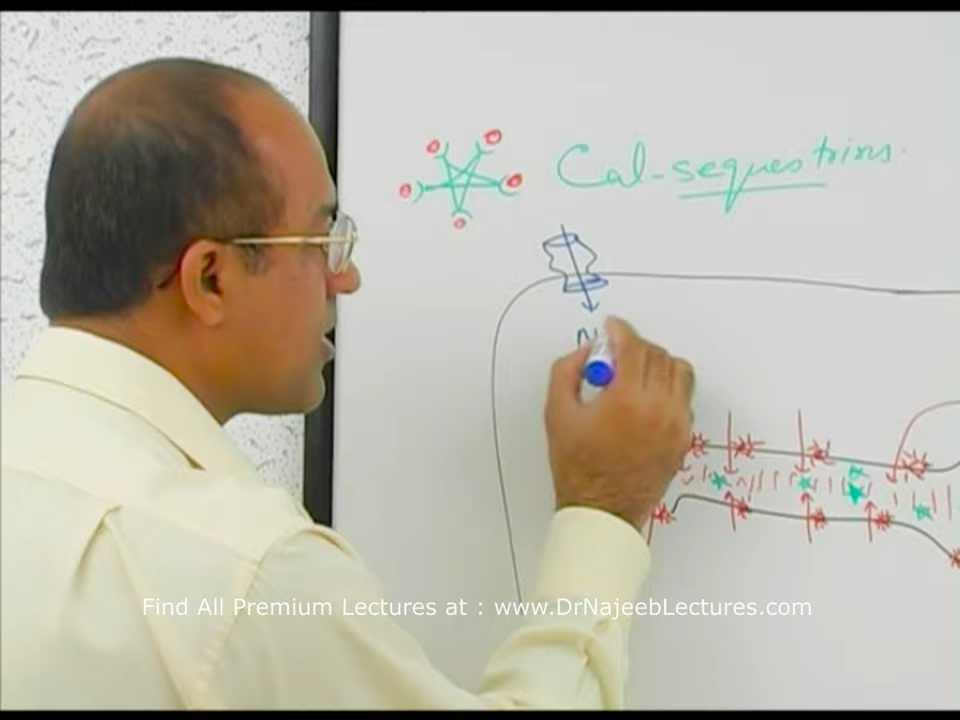 Cal-sequestrins.
N
Find All Premium Lectures at : www.DrNajeebLectures.com